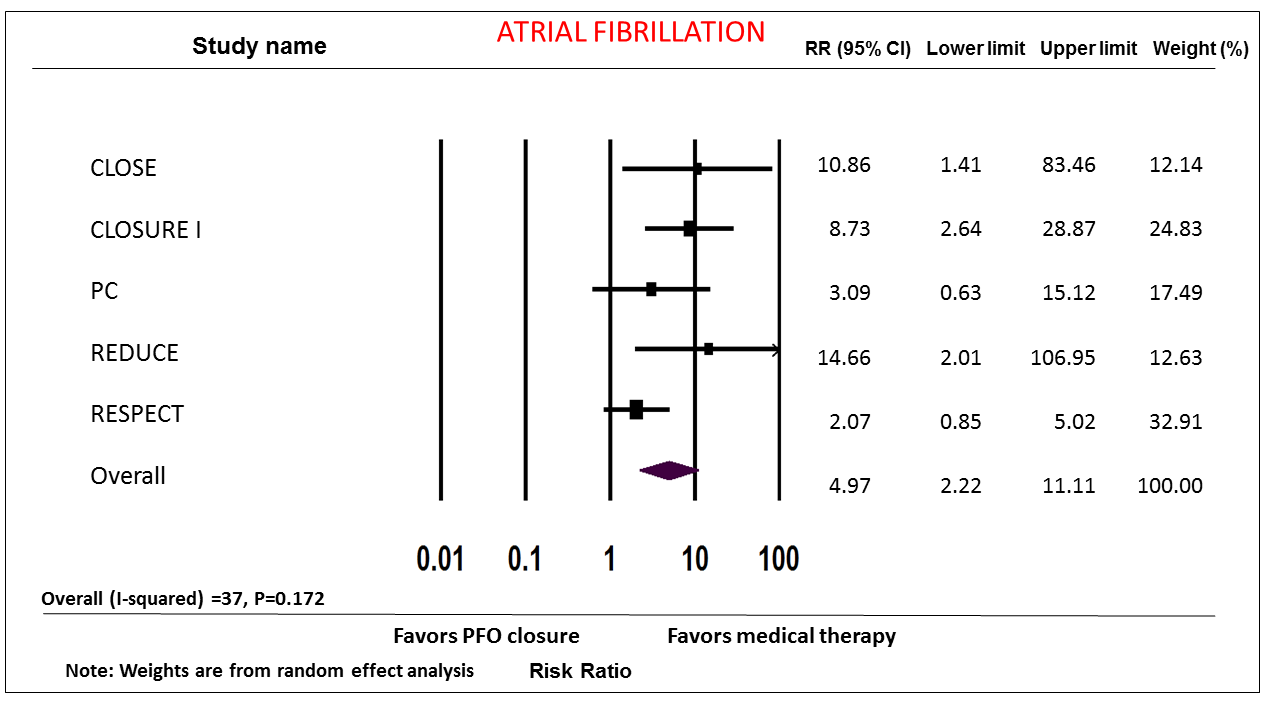 ATRIAL FIBRILLATION
Study name RR (95% CI) Lower limit Upper limit Weight (%)
CLOSE 10.86 1.41 83.46 12.14
CLOSURE I 8.73 2.64 28.87 24.83
PC 3.09 0.63 15.12 17.49
REDUCE 14.66 2.01 106.95 12.63
RESPECT 2.07 0.85 5.02 32.91
Overall 4.97 2.22 11.11 100.00
0.01 0.1 1 10 100
Overall (I-squared) =37, P=0.172
Favors PFO closure Favors medical therapy
Note: Weights are from random effect analysis Risk Ratio